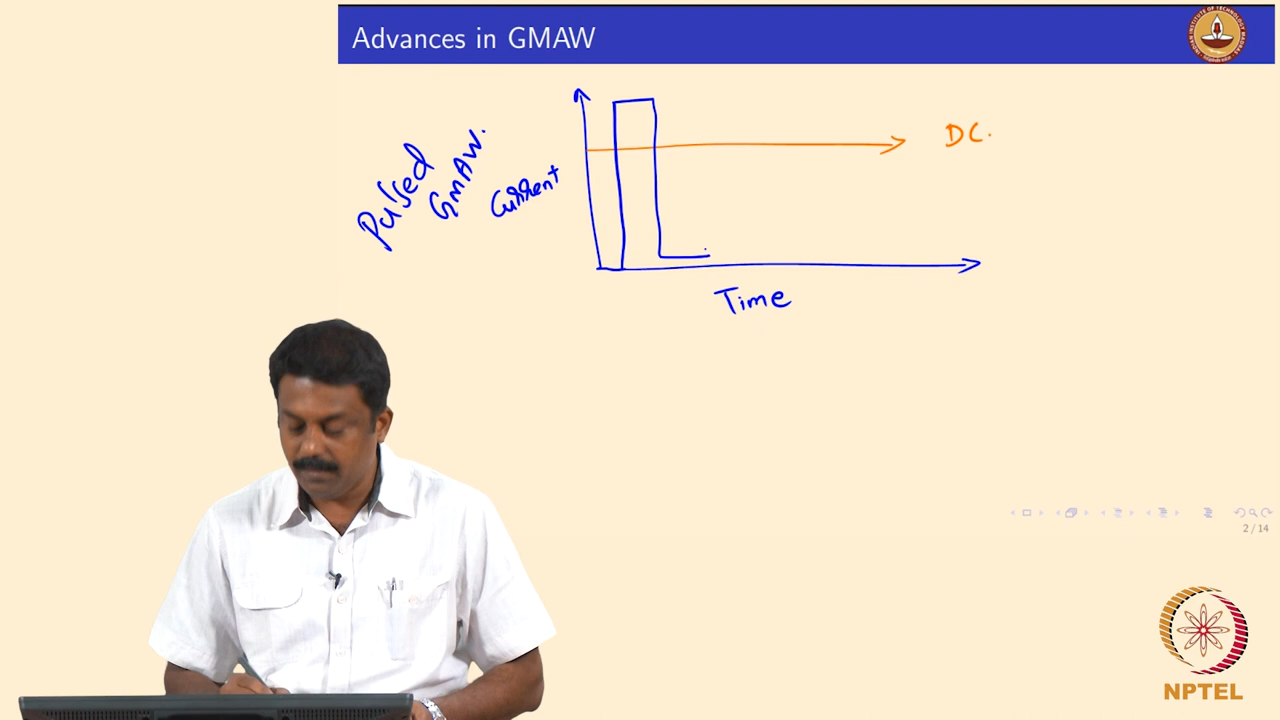 Advances in GMAW
Pulsed
GMAW.
Current
DC.
Time
2 / 14
NPTEL